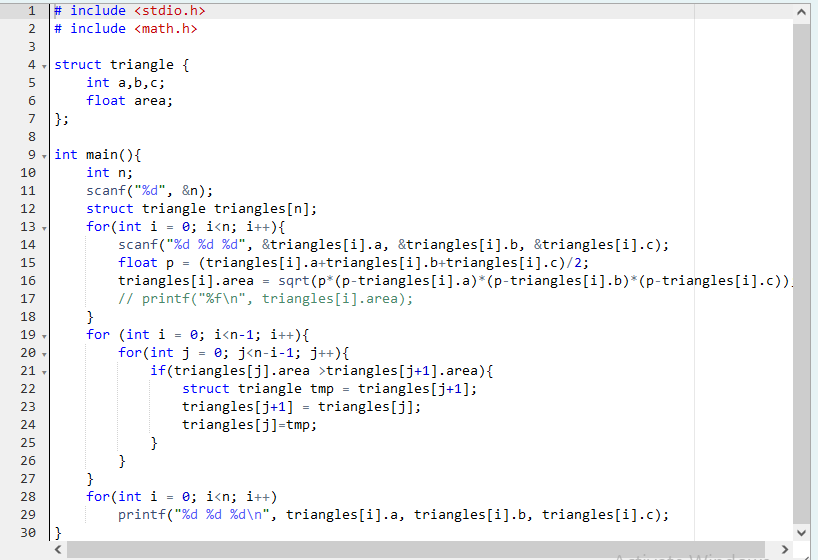 1 # include <stdio.h>
2 # include <math.h>
3
4 struct triangle {
5 int a,b,c;
6 float area;
7 };
8
9 int main(){
10 int n;
11 scanf("%d", &n);
12 struct triangle triangles[n];
13 for(int i = 0; i<n; i++){
14 scanf("%d %d %d", &triangles[i].a, &triangles[i].b, &triangles[i].c);
15 float p = (triangles[i].a+triangles[i].b+triangles[i].c)/2;
16 triangles[i].area = sqrt(p*(p-triangles[i].a)*(p-triangles[i].b)*(p-triangles[i].c))
17 // printf("%f\n", triangles[i].area);
18 }
19 for (int i = 0; i<n-1; i++){
20 for(int j = 0; j<n-i-1; j++){
21 if(triangles[j].area >triangles[j+1].area){
22 struct triangle tmp = triangles[j+1];
23 triangles[j+1] = triangles[j];
24 triangles[j]=tmp;
25 }
26 }
27 }
28 for(int i = 0; i<n; i++)
29 printf("%d %d %d\n", triangles[i].a, triangles[i].b, triangles[i].c);
30 }
Activate Windows